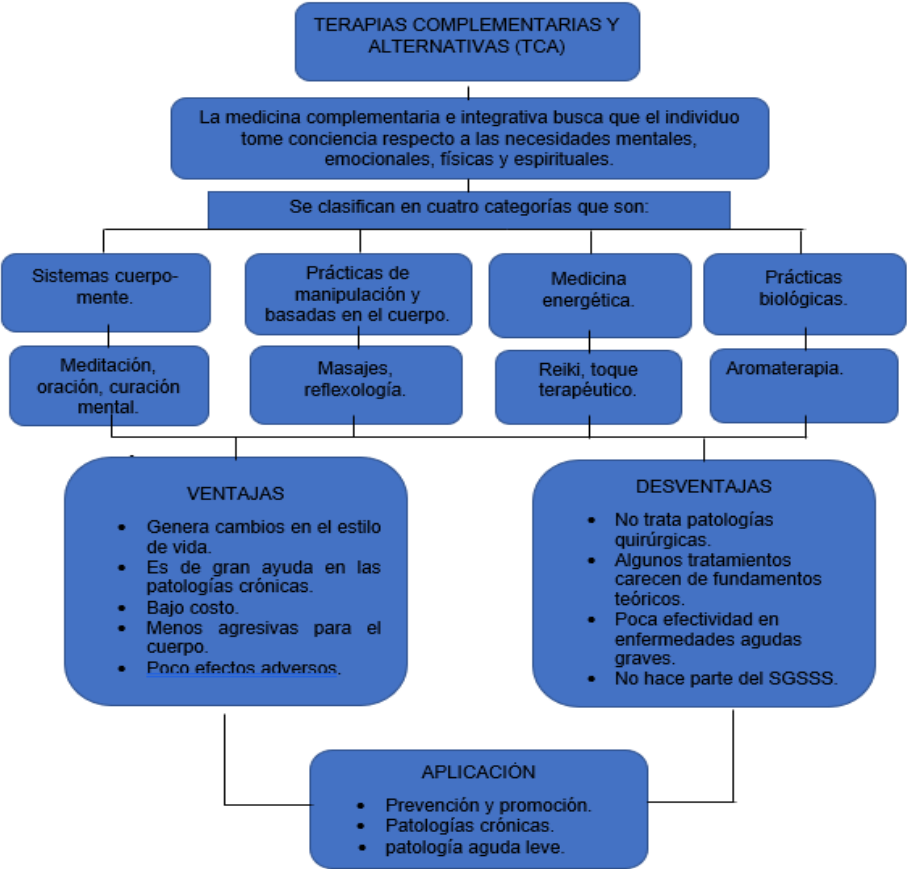 TERAPIAS COMPLEMENTARIAS Y
ALTERNATIVAS (TCA)
La medicina complementaria e integrativa busca que el individuo
tome conciencia respecto a las necesidades mentales,
emocionales, físicas y espirituales.
Se clasifican en cuatro categorías que son:
Sistemas cuerpo-
mente.
Prácticas de
manipulación y
basadas en el cuerpo.
Medicina
energética.
Prácticas
biológicas.
Meditación,
oración, curación
mental.
Masajes,
reflexología.
Reiki, toque
terapéutico.
Aromaterapia.
VENTAJAS
• Genera cambios en el estilo
de vida.
• Es de gran ayuda en las
patologías crónicas.
• Bajo costo.
• Menos agresivas para el
cuerpo.
• Poco efectos adversos.
DESVENTAJAS
• No trata patologías
quirúrgicas.
• Algunos tratamientos
carecen de fundamentos
teóricos.
• Poca efectividad en
enfermedades agudas
graves.
• No hace parte del SGSSS.
APLICACIÓN
• Prevención y promoción.
• Patologías crónicas.
• patología aguda leve.